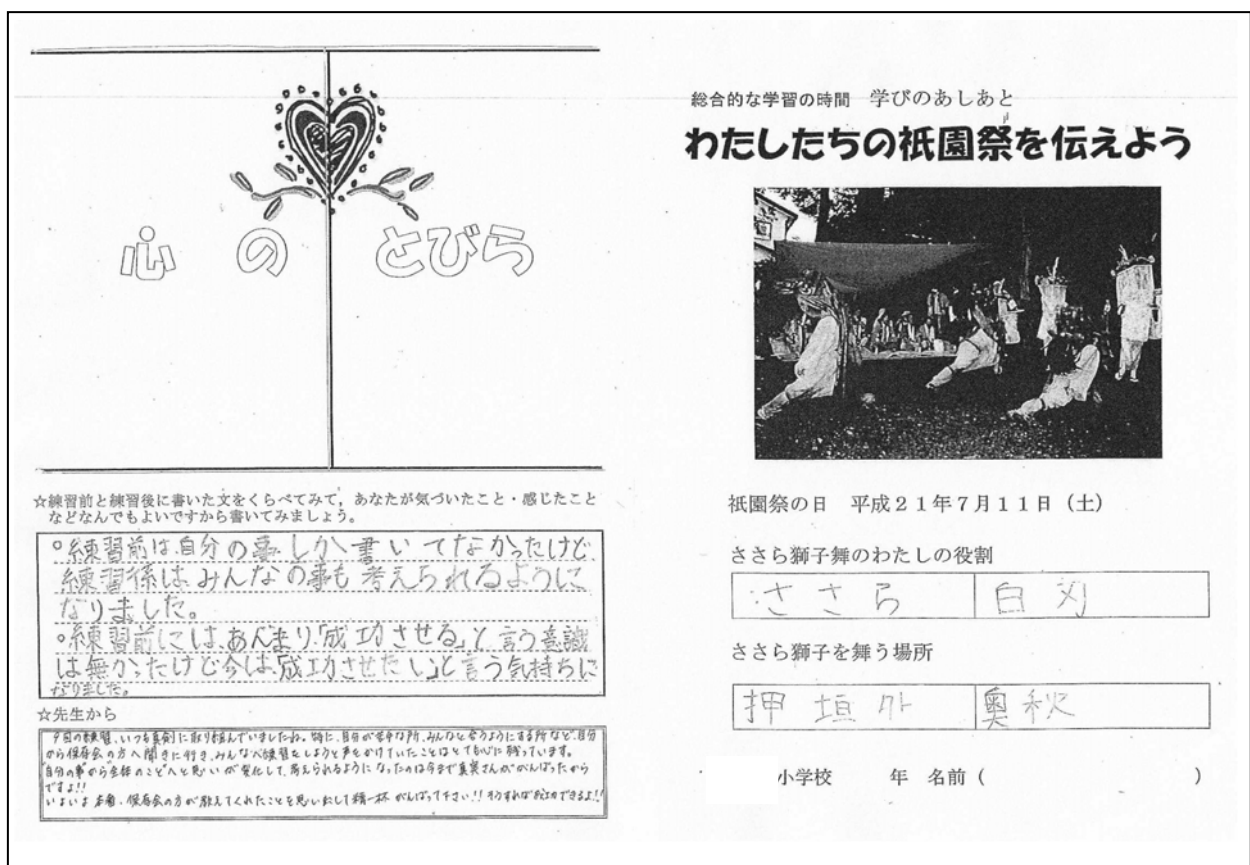 心のとびら
☆練習前と練習後に書いた文をくらべてみて，あなたが気づいたこと・感じたこと
などなんでもよいですから書いてみましょう。
○練習前は、自分の事しか書いてなかったけど
練習係は、みんなの事も考えられるように
なりました。
○練習前には、あんまり「成功させる」と言う意識
は無かったけど今は、「成功させたい」と言う気持ちに
なりました。
☆先生から
今回の練習、いつも真剣に取り組んでいましたね。特に、自分が苦手な所、みんなと合うようにする所など、自分
から保存会の方へ聞きに行き、みんなへ練習をしようと声をかけていたことはとても心に残っています。
自分の事から全体のことへと思いが変化して、考えられるようになったのは今まで真実さんががんばったから
ですよ!!
いよいよ本番、保存会の方が教えてくれたことを思い出して精一杯がんばって下さい!!そうすれば成功できるよ!!
総合的な学習の時間　学びのあしあと
わたしたちの祇園祭を伝えよう
祇園祭の日　平成２１年７月１１日（土）
ささら獅子舞のわたしの役割
ささら　白刃
ささら獅子を舞う場所
押垣外　奥秋
小学校　年　名前（　）